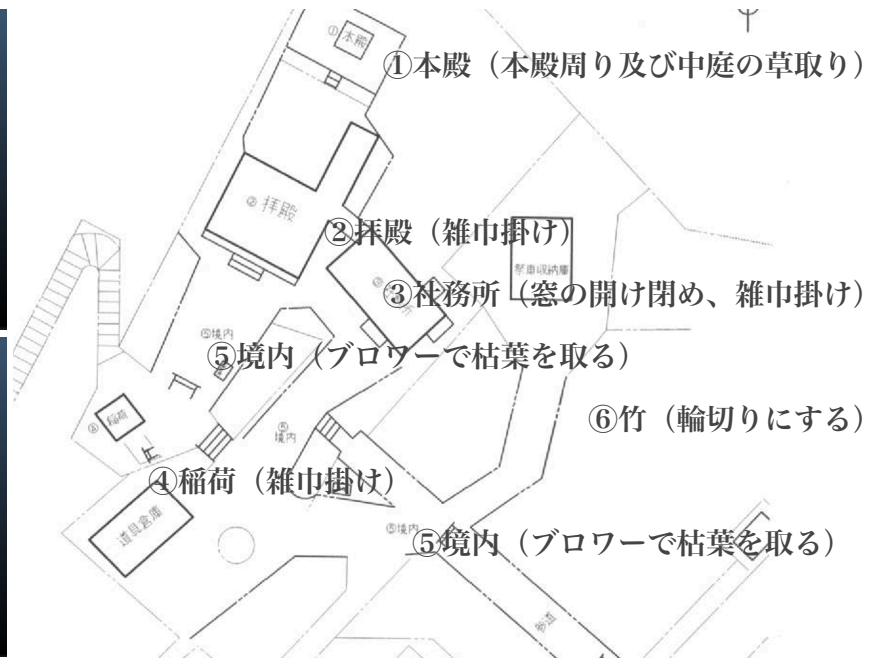 ①本殿
①本殿（本殿周り及び中庭の草取り）
②拝殿
②拝殿（雑巾掛け）
祭車収納庫
③社務所（窓の開け閉め、雑巾掛け）
⑤境内
⑤境内（ブロワーで枯葉を取る）
④稲荷
⑥竹（輪切りにする）
⑤境内
④稲荷（雑巾掛け）
道具倉庫
⑤境内
⑤境内（ブロワーで枯葉を取る）
参道